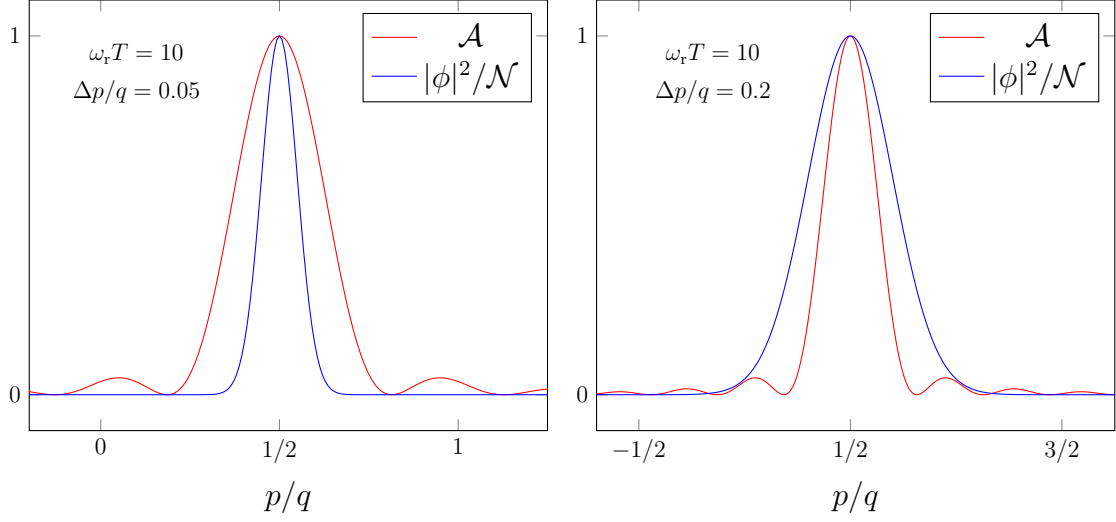 1
0
ω_r T = 10
Δp/q = 0.05
𝒜
|ϕ|²/𝒩
0
1/2
1
p/q
1
0
ω_r T = 10
Δp/q = 0.2
𝒜
|ϕ|²/𝒩
−1/2
1/2
3/2
p/q